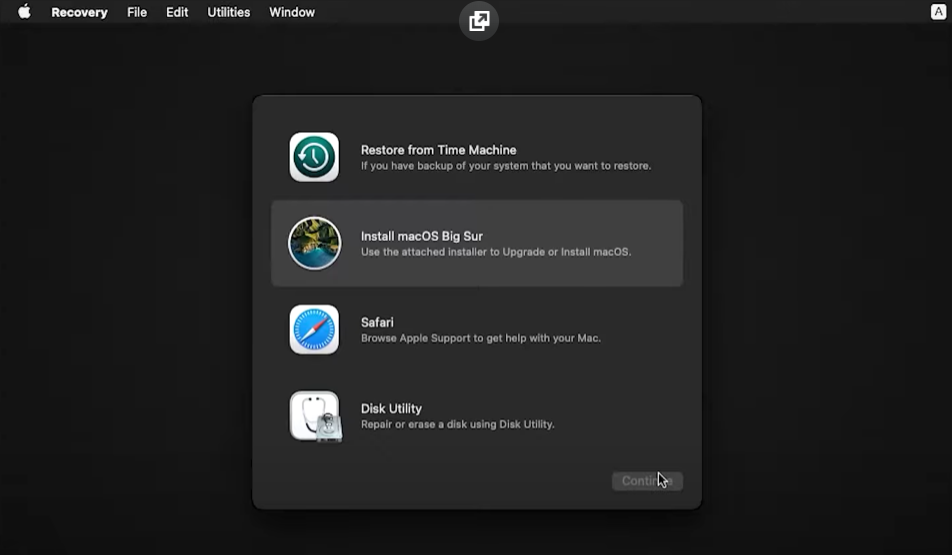 Recovery File Edit Utilities Window
A
Restore from Time Machine
If you have backup of your system that you want to restore.
Install macOS Big Sur
Use the attached installer to Upgrade or Install macOS.
Safari
Browse Apple Support to get help with your Mac.
Disk Utility
Repair or erase a disk using Disk Utility.
Continue